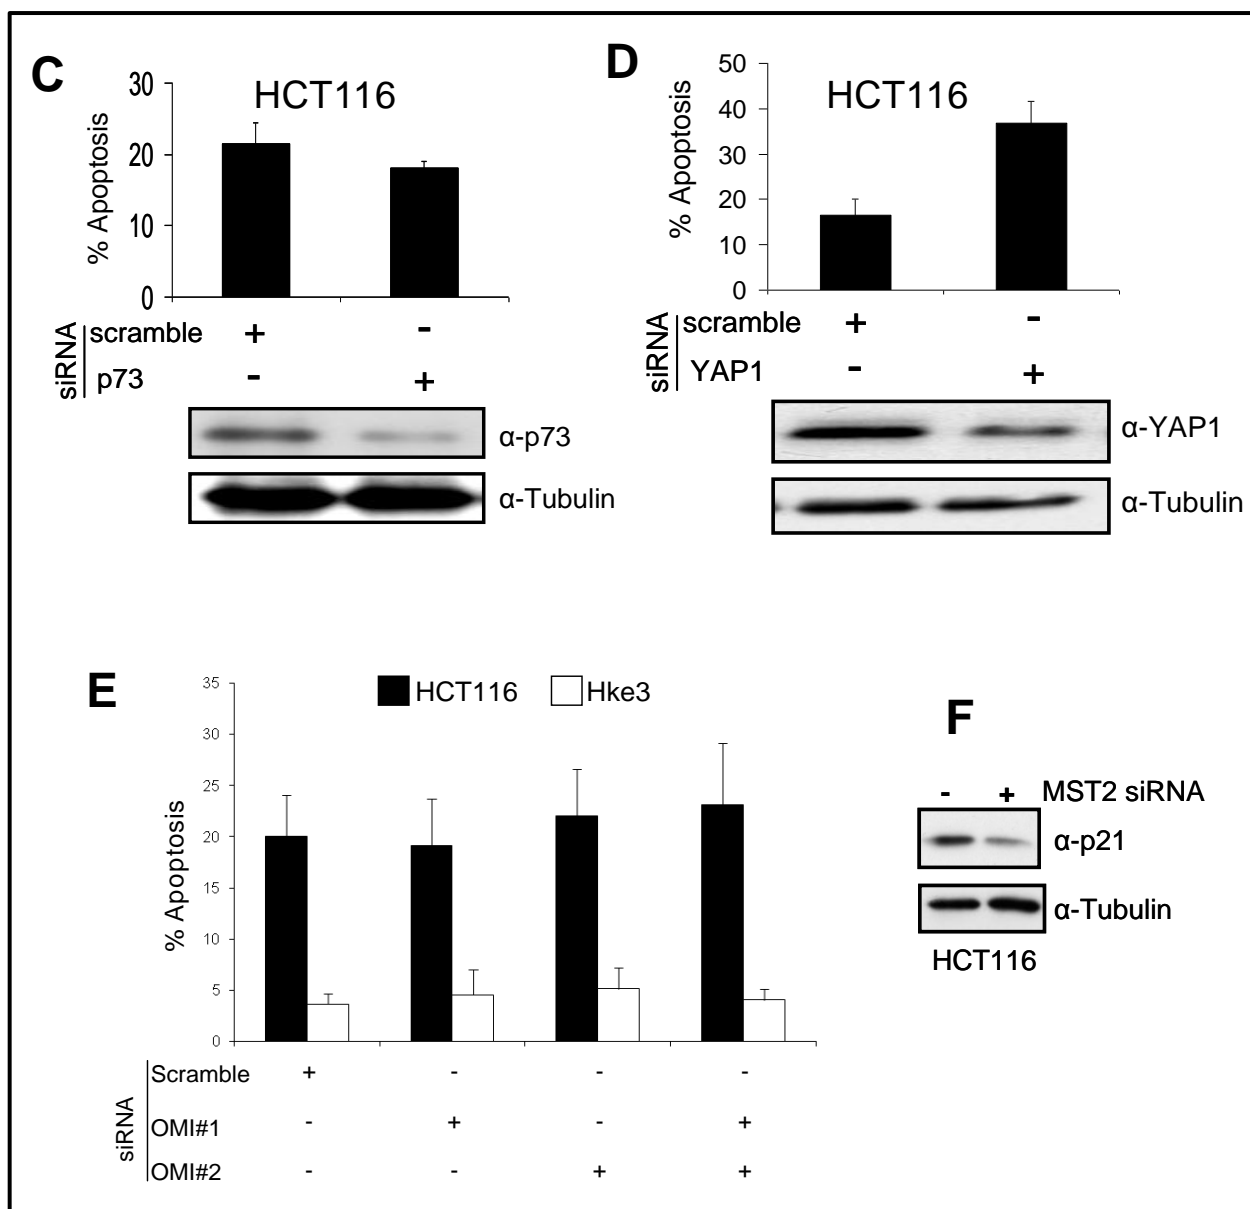 C
HCT116
% Apoptosis
30
20
10
0
siRNA
scramble + -
p73 - +
α-p73
α-Tubulin
D
HCT116
% Apoptosis
50
40
30
20
10
0
siRNA
scramble + -
YAP1 - +
α-YAP1
α-Tubulin
E
HCT116 Hke3
% Apoptosis
35
30
25
20
15
10
5
0
siRNA
Scramble + - - -
OMI#1 - + - +
OMI#2 - - + +
F
- + MST2 siRNA
α-p21
α-Tubulin
HCT116